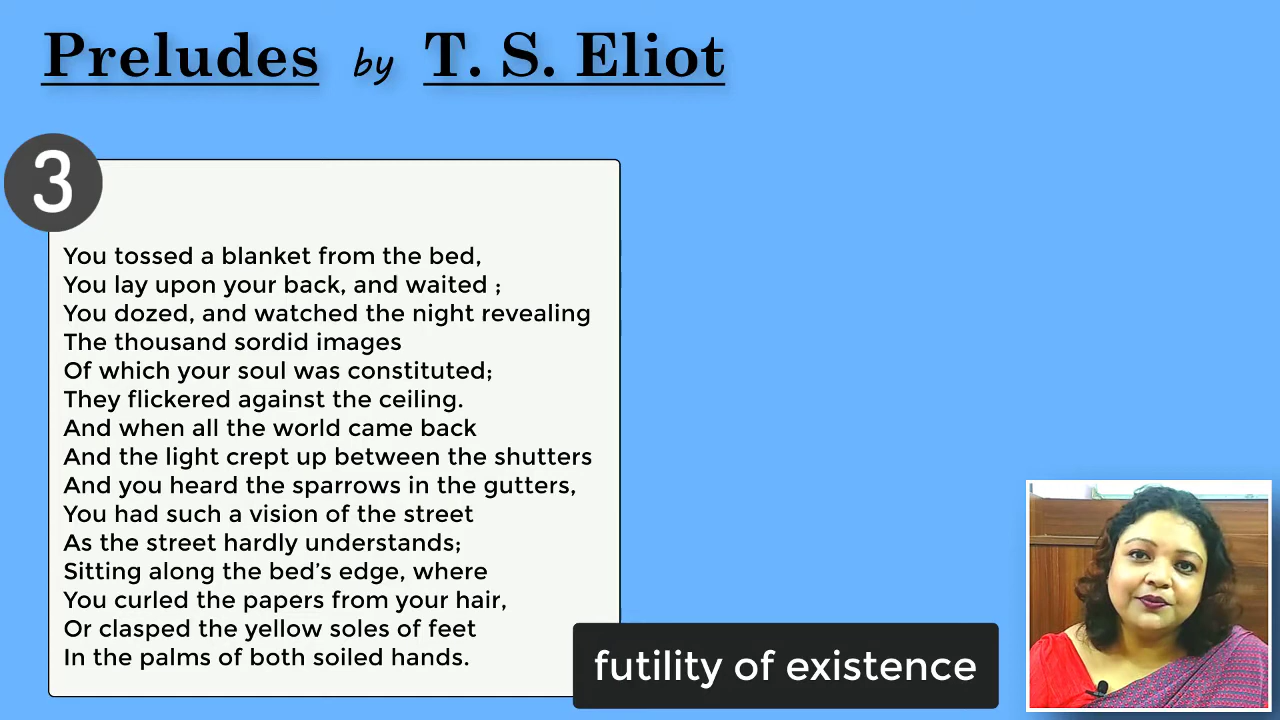 Preludes by T. S. Eliot
3
You tossed a blanket from the bed,
You lay upon your back, and waited ;
You dozed, and watched the night revealing
The thousand sordid images
Of which your soul was constituted;
They flickered against the ceiling.
And when all the world came back
And the light crept up between the shutters
And you heard the sparrows in the gutters,
You had such a vision of the street
As the street hardly understands;
Sitting along the bed’s edge, where
You curled the papers from your hair,
Or clasped the yellow soles of feet
In the palms of both soiled hands.
futility of existence